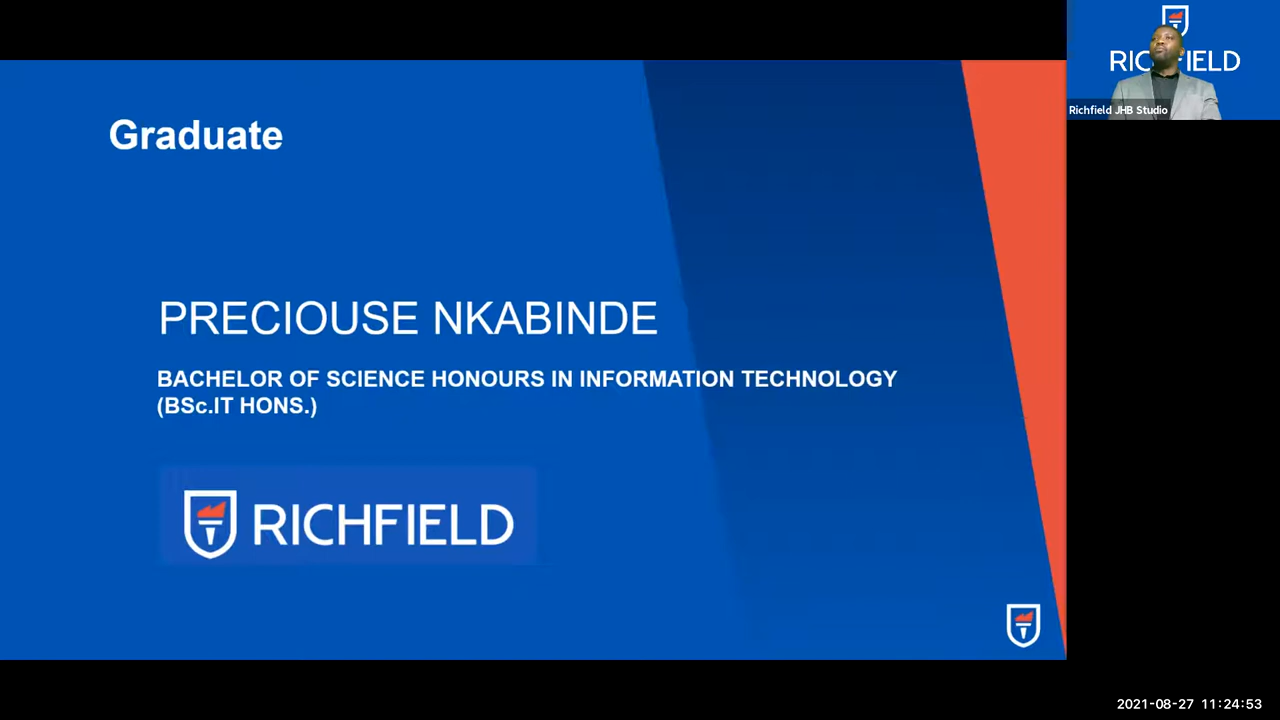 Graduate
PRECIOUSE NKABINDE
BACHELOR OF SCIENCE HONOURS IN INFORMATION TECHNOLOGY
(BSc.IT HONS.)
RICHFIELD
RICHFIELD
Richfield JHB Studio
2021-08-27 11:24:53